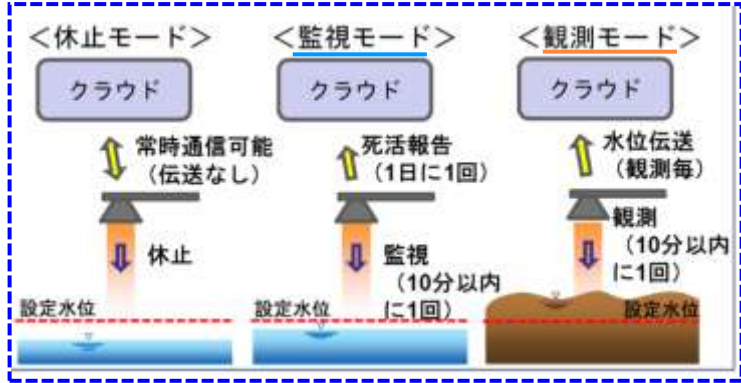 ＜休止モード＞
クラウド
常時通信可能
（伝送なし）
休止
設定水位
＜監視モード＞
クラウド
死活報告
（1日に1回）
監視
（10分以内
に1回）
設定水位
＜観測モード＞
クラウド
水位伝送
（観測毎）
観測
（10分以内
に1回）
設定水位